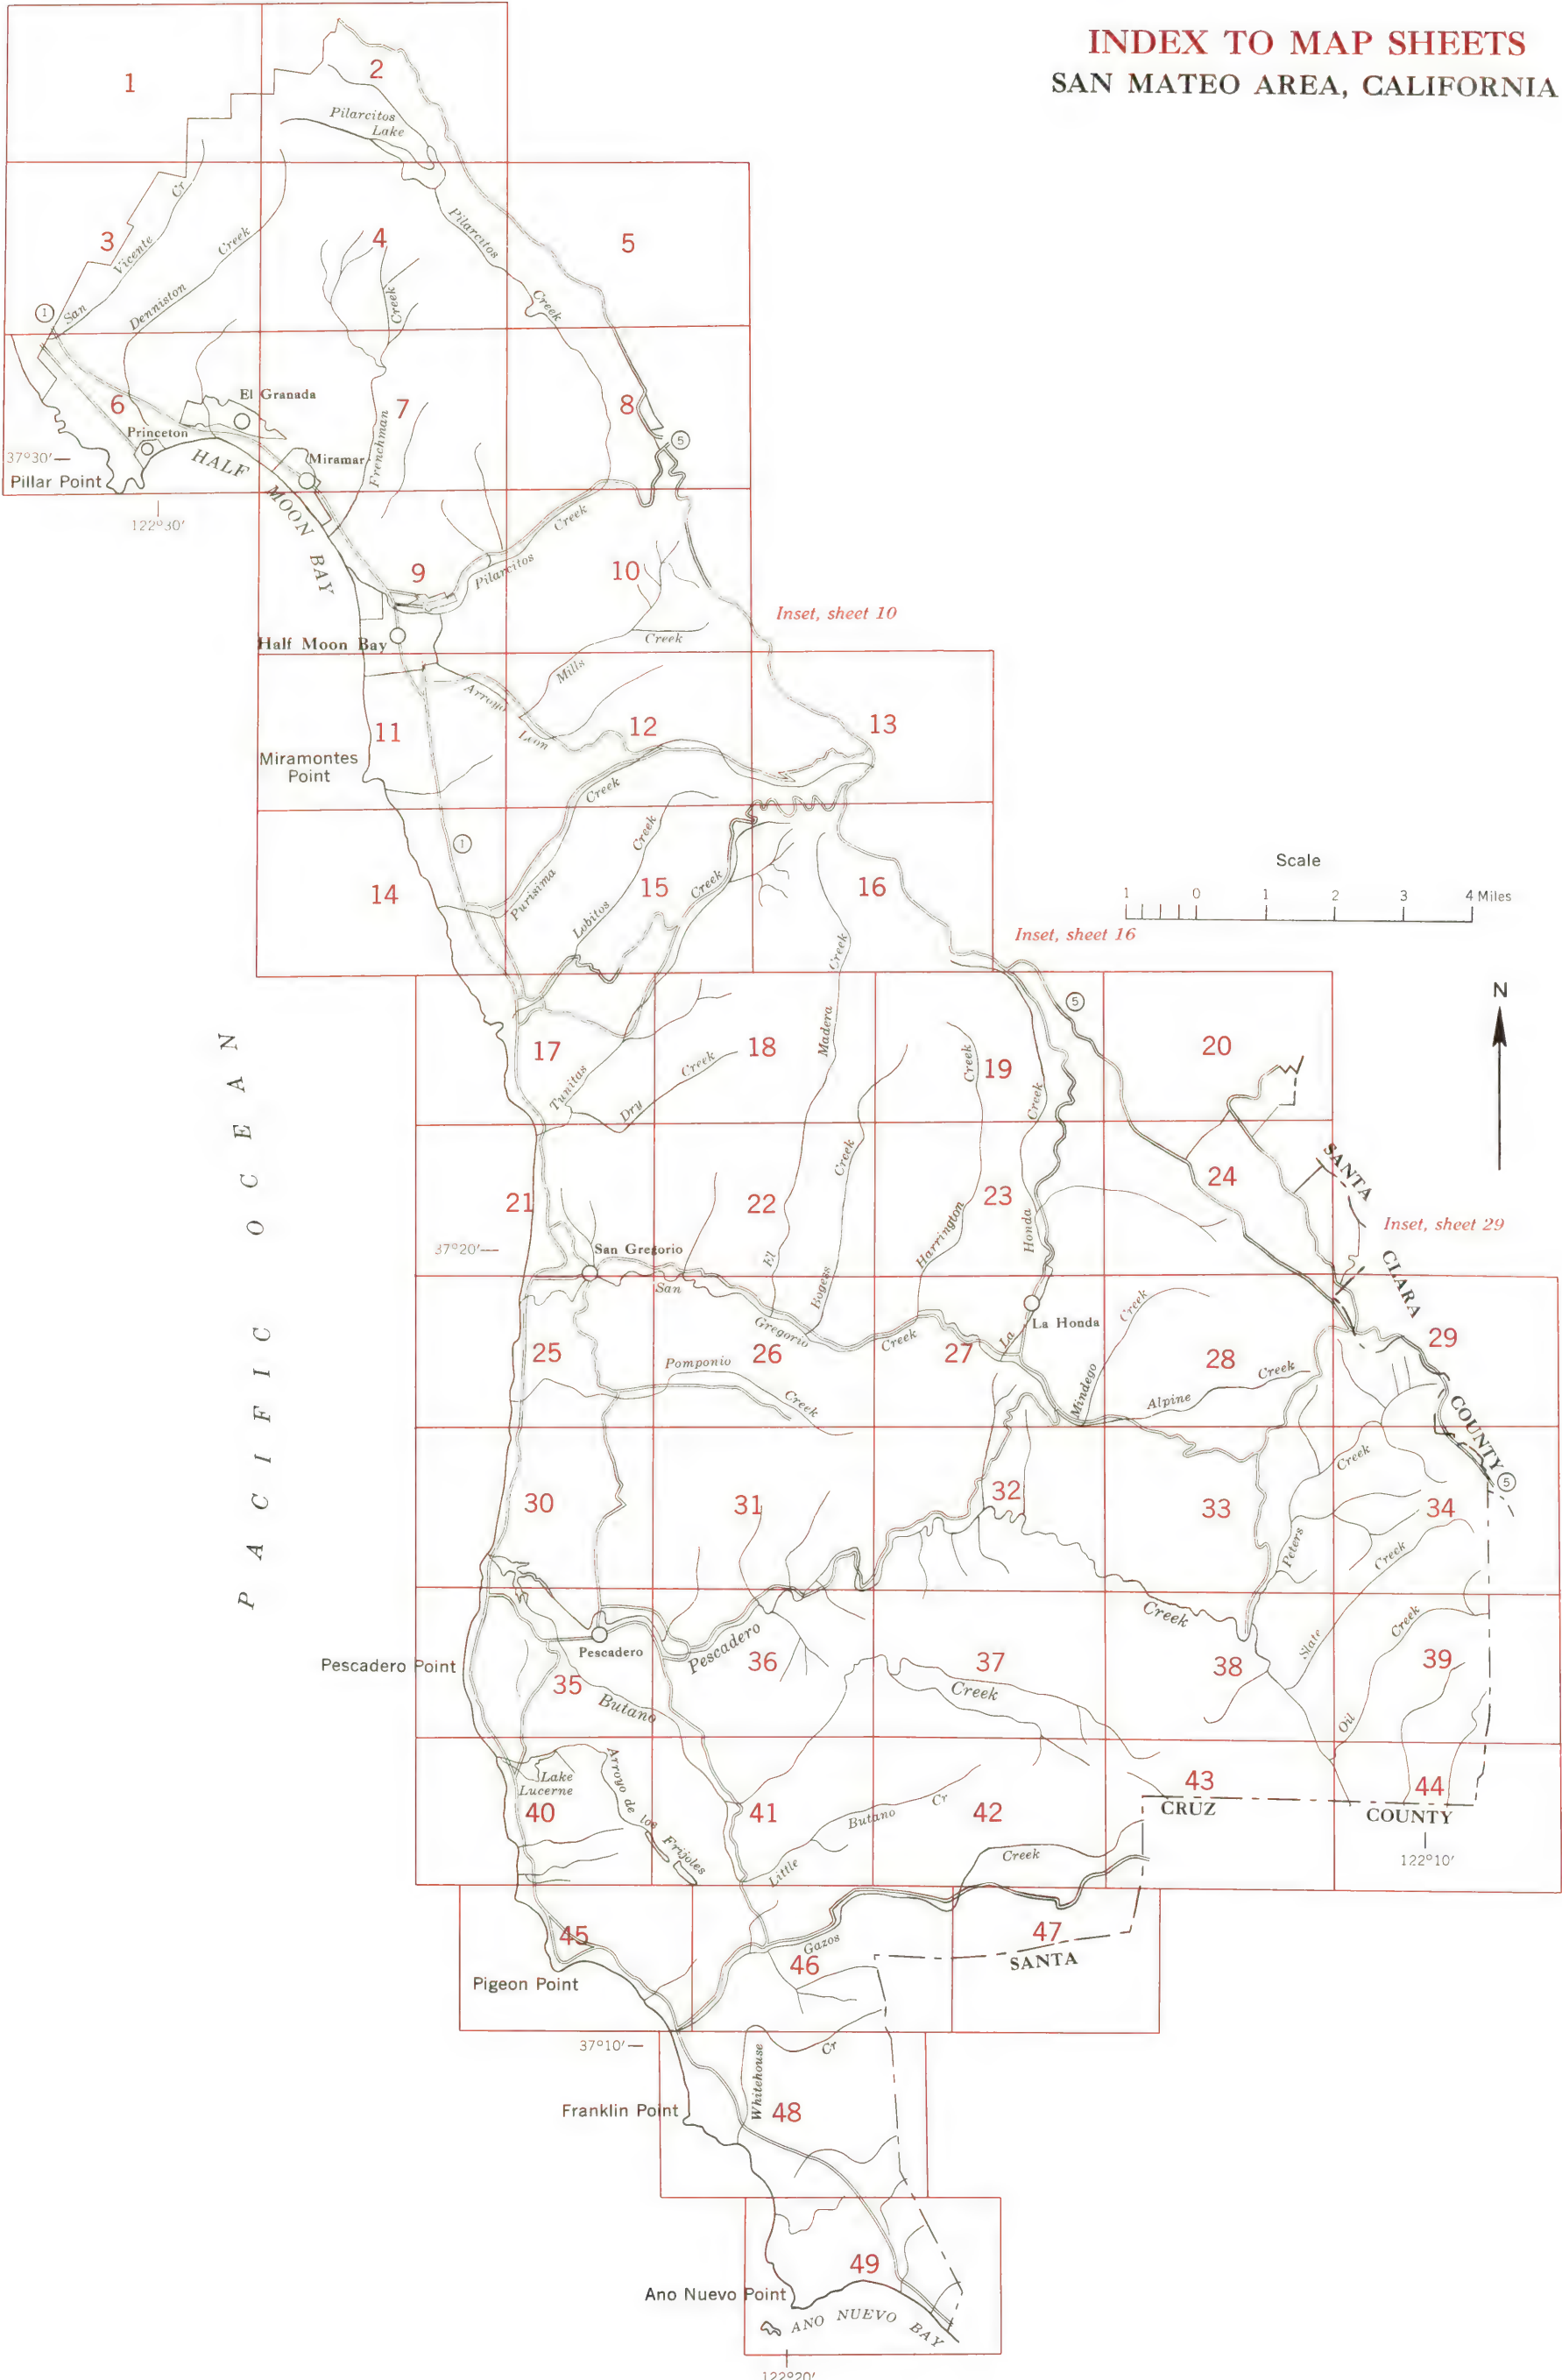 INDEX TO MAP SHEETS
SAN MATEO AREA, CALIFORNIA
1
2
Pilarcitos
Lake
3
San Vicente Cr
Denniston Creek
4
Creek
Pilarcitos Creek
5
1
6
El Granada
Princeton
7
Frenchman
Miramar
8
5
37°30'
Pillar Point
122°30'
HALF MOON BAY
9
Pilarcitos Creek
10
Creek
Inset, sheet 10
Half Moon Bay
Mills
Arroyo Leon
11
12
13
Miramontes
Point
Creek
1
14
Purisima
Lobitos Creek
15
Creek
16
Inset, sheet 16
Scale
1 0 1 2 3 4 Miles
N
PACIFIC OCEAN
17
Tunitas
Dry Creek
18
Madera Creek
19
Creek
Creek
5
20
21
22
El
Bogess Creek
Harrington
23
Honda
24
SANTA
Inset, sheet 29
37°20'
San Gregorio
San Gregorio Creek
CLARA
25
Pomponio Creek
26
27
La
La Honda
Mindego Creek
28
Alpine Creek
29
COUNTY
5
30
31
32
33
Peters Creek
34
Creek
Pescadero Point
Pescadero
35
Butano
Pescadero Creek
36
37
Creek
38
Slate
Oil Creek
39
Lake
Lucerne
40
Arroyo de los Frijoles
41
Little Butano Cr
42
43
CRUZ
44
COUNTY
122°10'
Creek
45
Pigeon Point
Gazos
46
47
SANTA
37°10'
Whitehouse Cr
Franklin Point
48
49
Ano Nuevo Point
ANO NUEVO BAY
122°20'